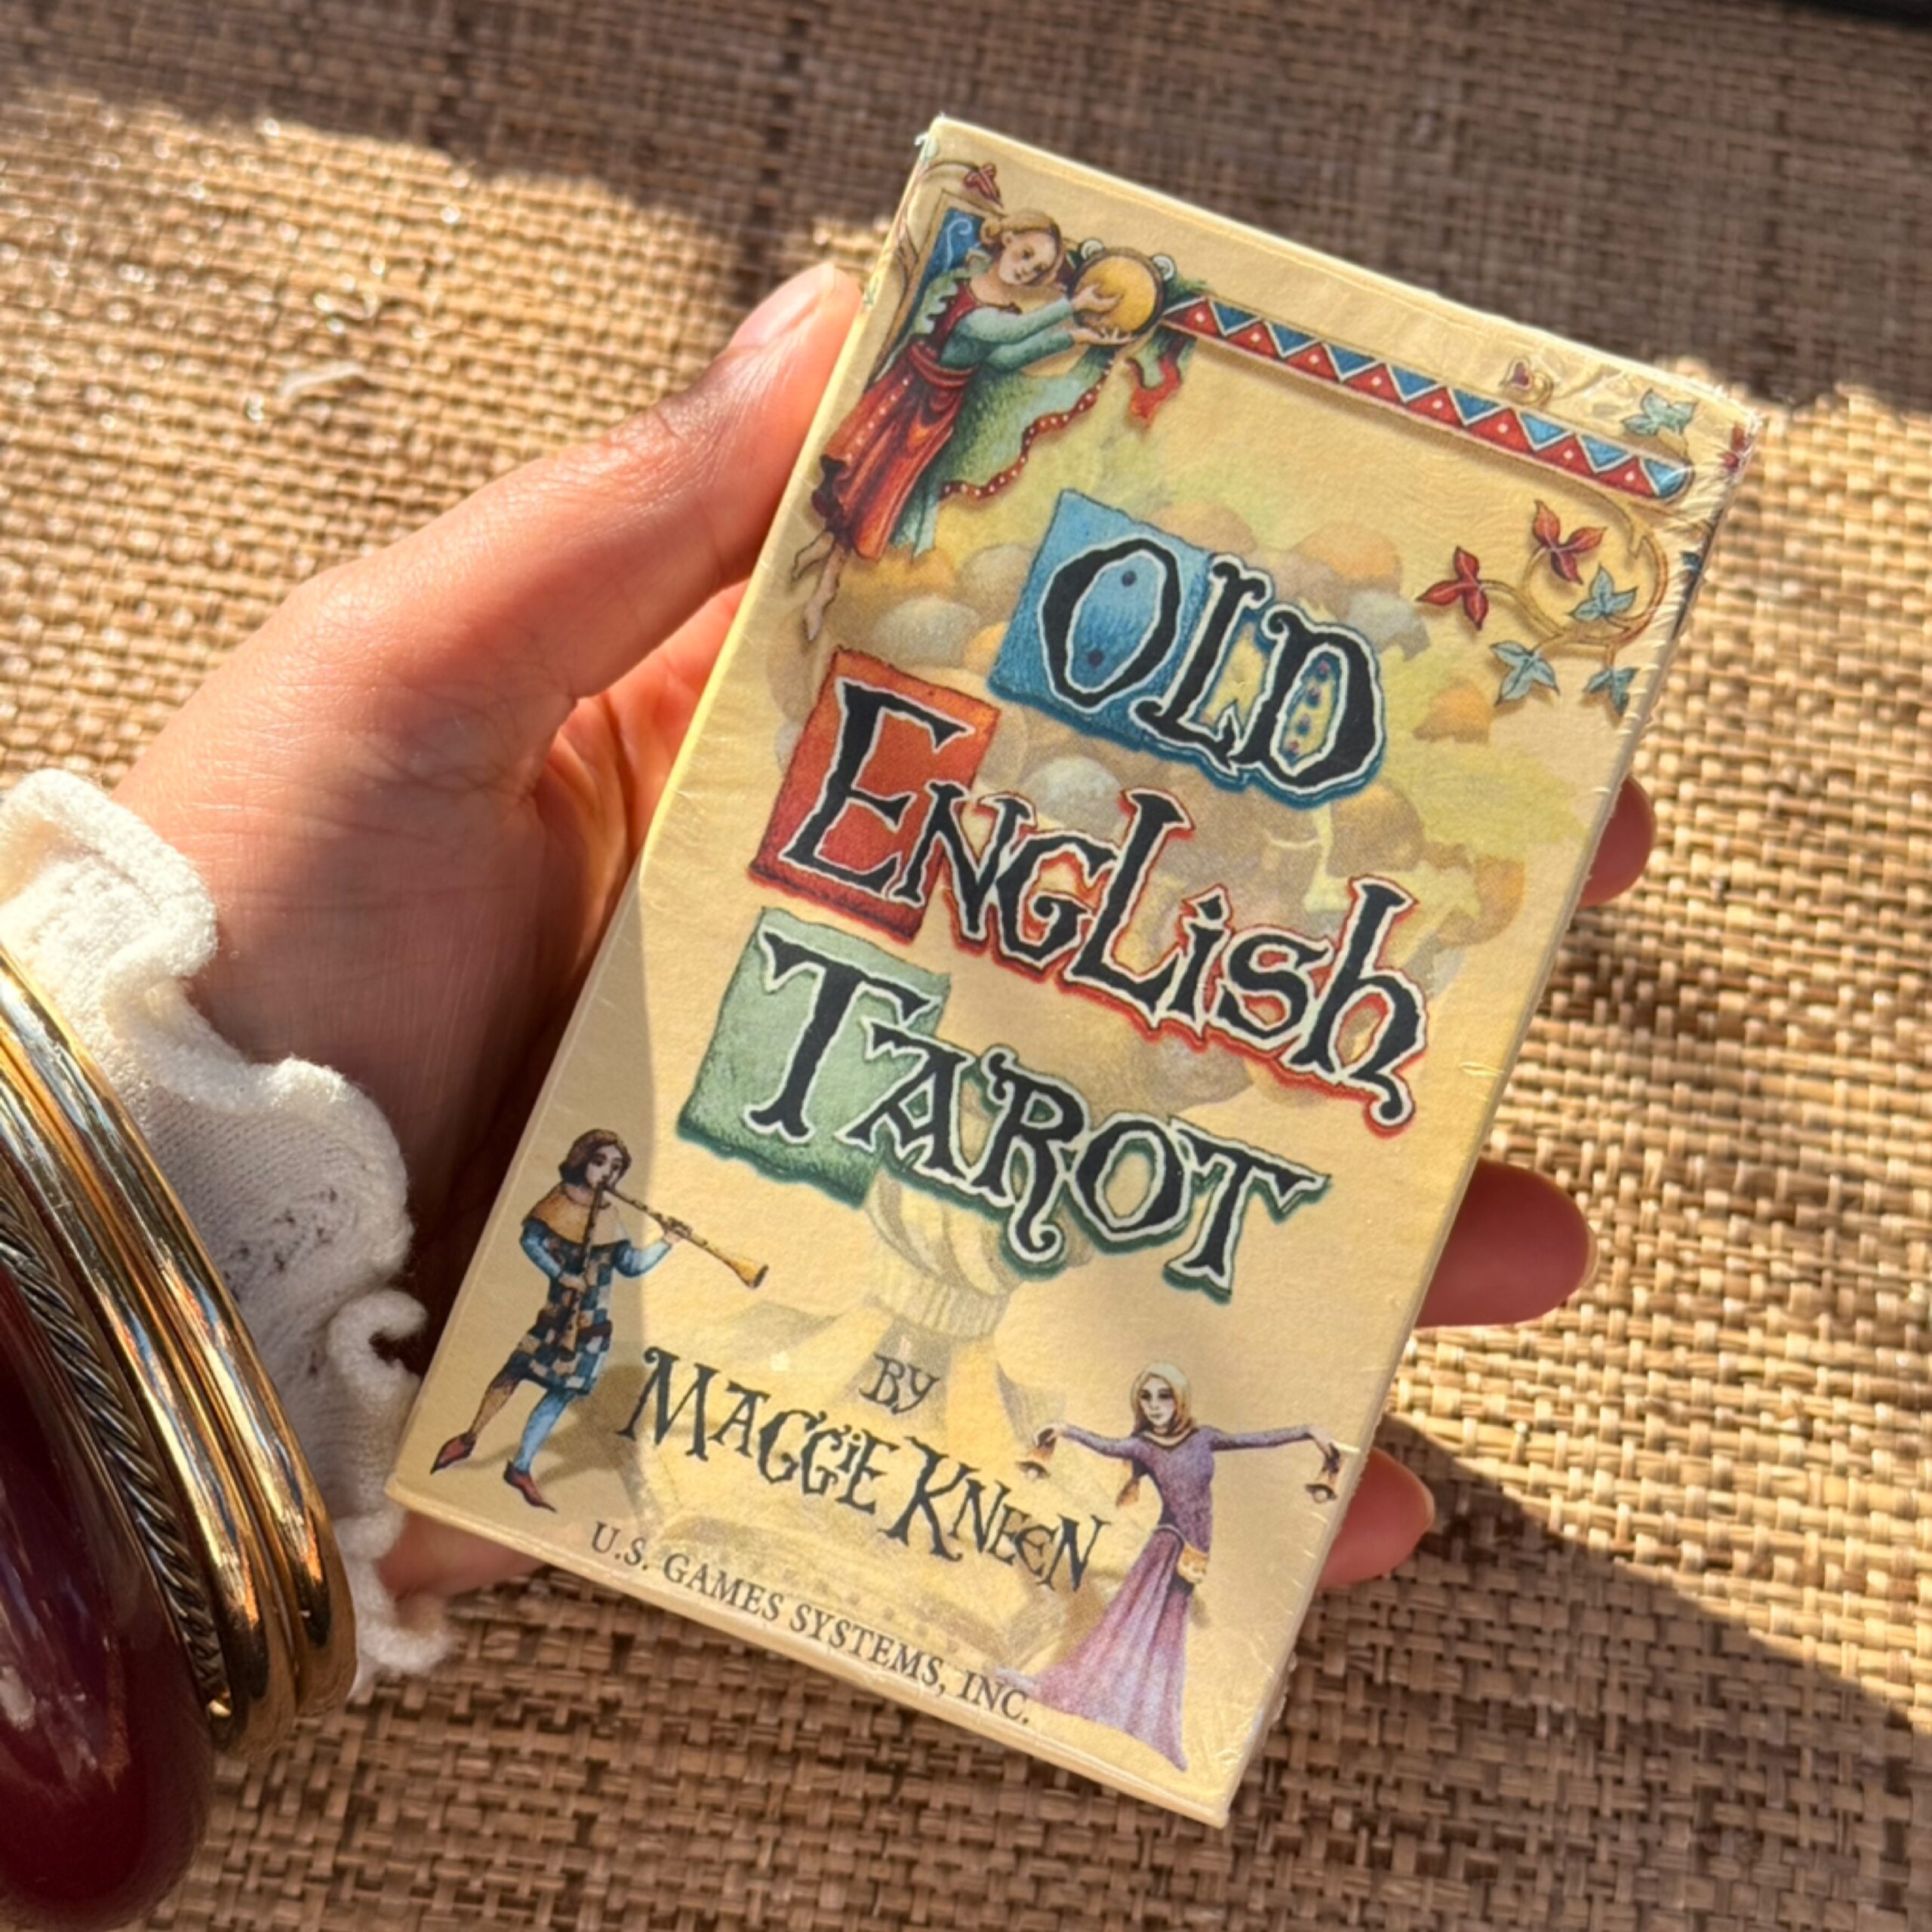 Old
English
Tarot
BY
Maggie Kneen
U.S. GAMES SYSTEMS, INC.